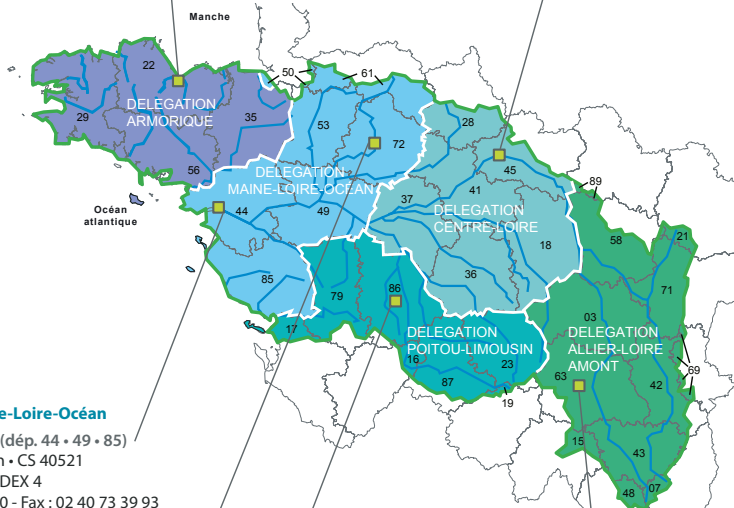 Manche
22
50
61
DELEGATION
ARMORIQUE
29
35
53
28
72
56
45
DELEGATION
MAINE-LOIRE-OCÉAN
89
41
37
44
49
DELEGATION
CENTRE-LOIRE
Océan
atlantique
21
58
18
85
36
71
79
86
03
17
DELEGATION
POITOU-LIMOUSIN
DELEGATION
ALLIER-LOIRE
AMONT
16
23
63
69
87
42
19
e-Loire-Océan
(dép. 44 • 49 • 85)
• CS 40521
DEX 4
0 - Fax : 02 40 73 39 93
15
43
48
07